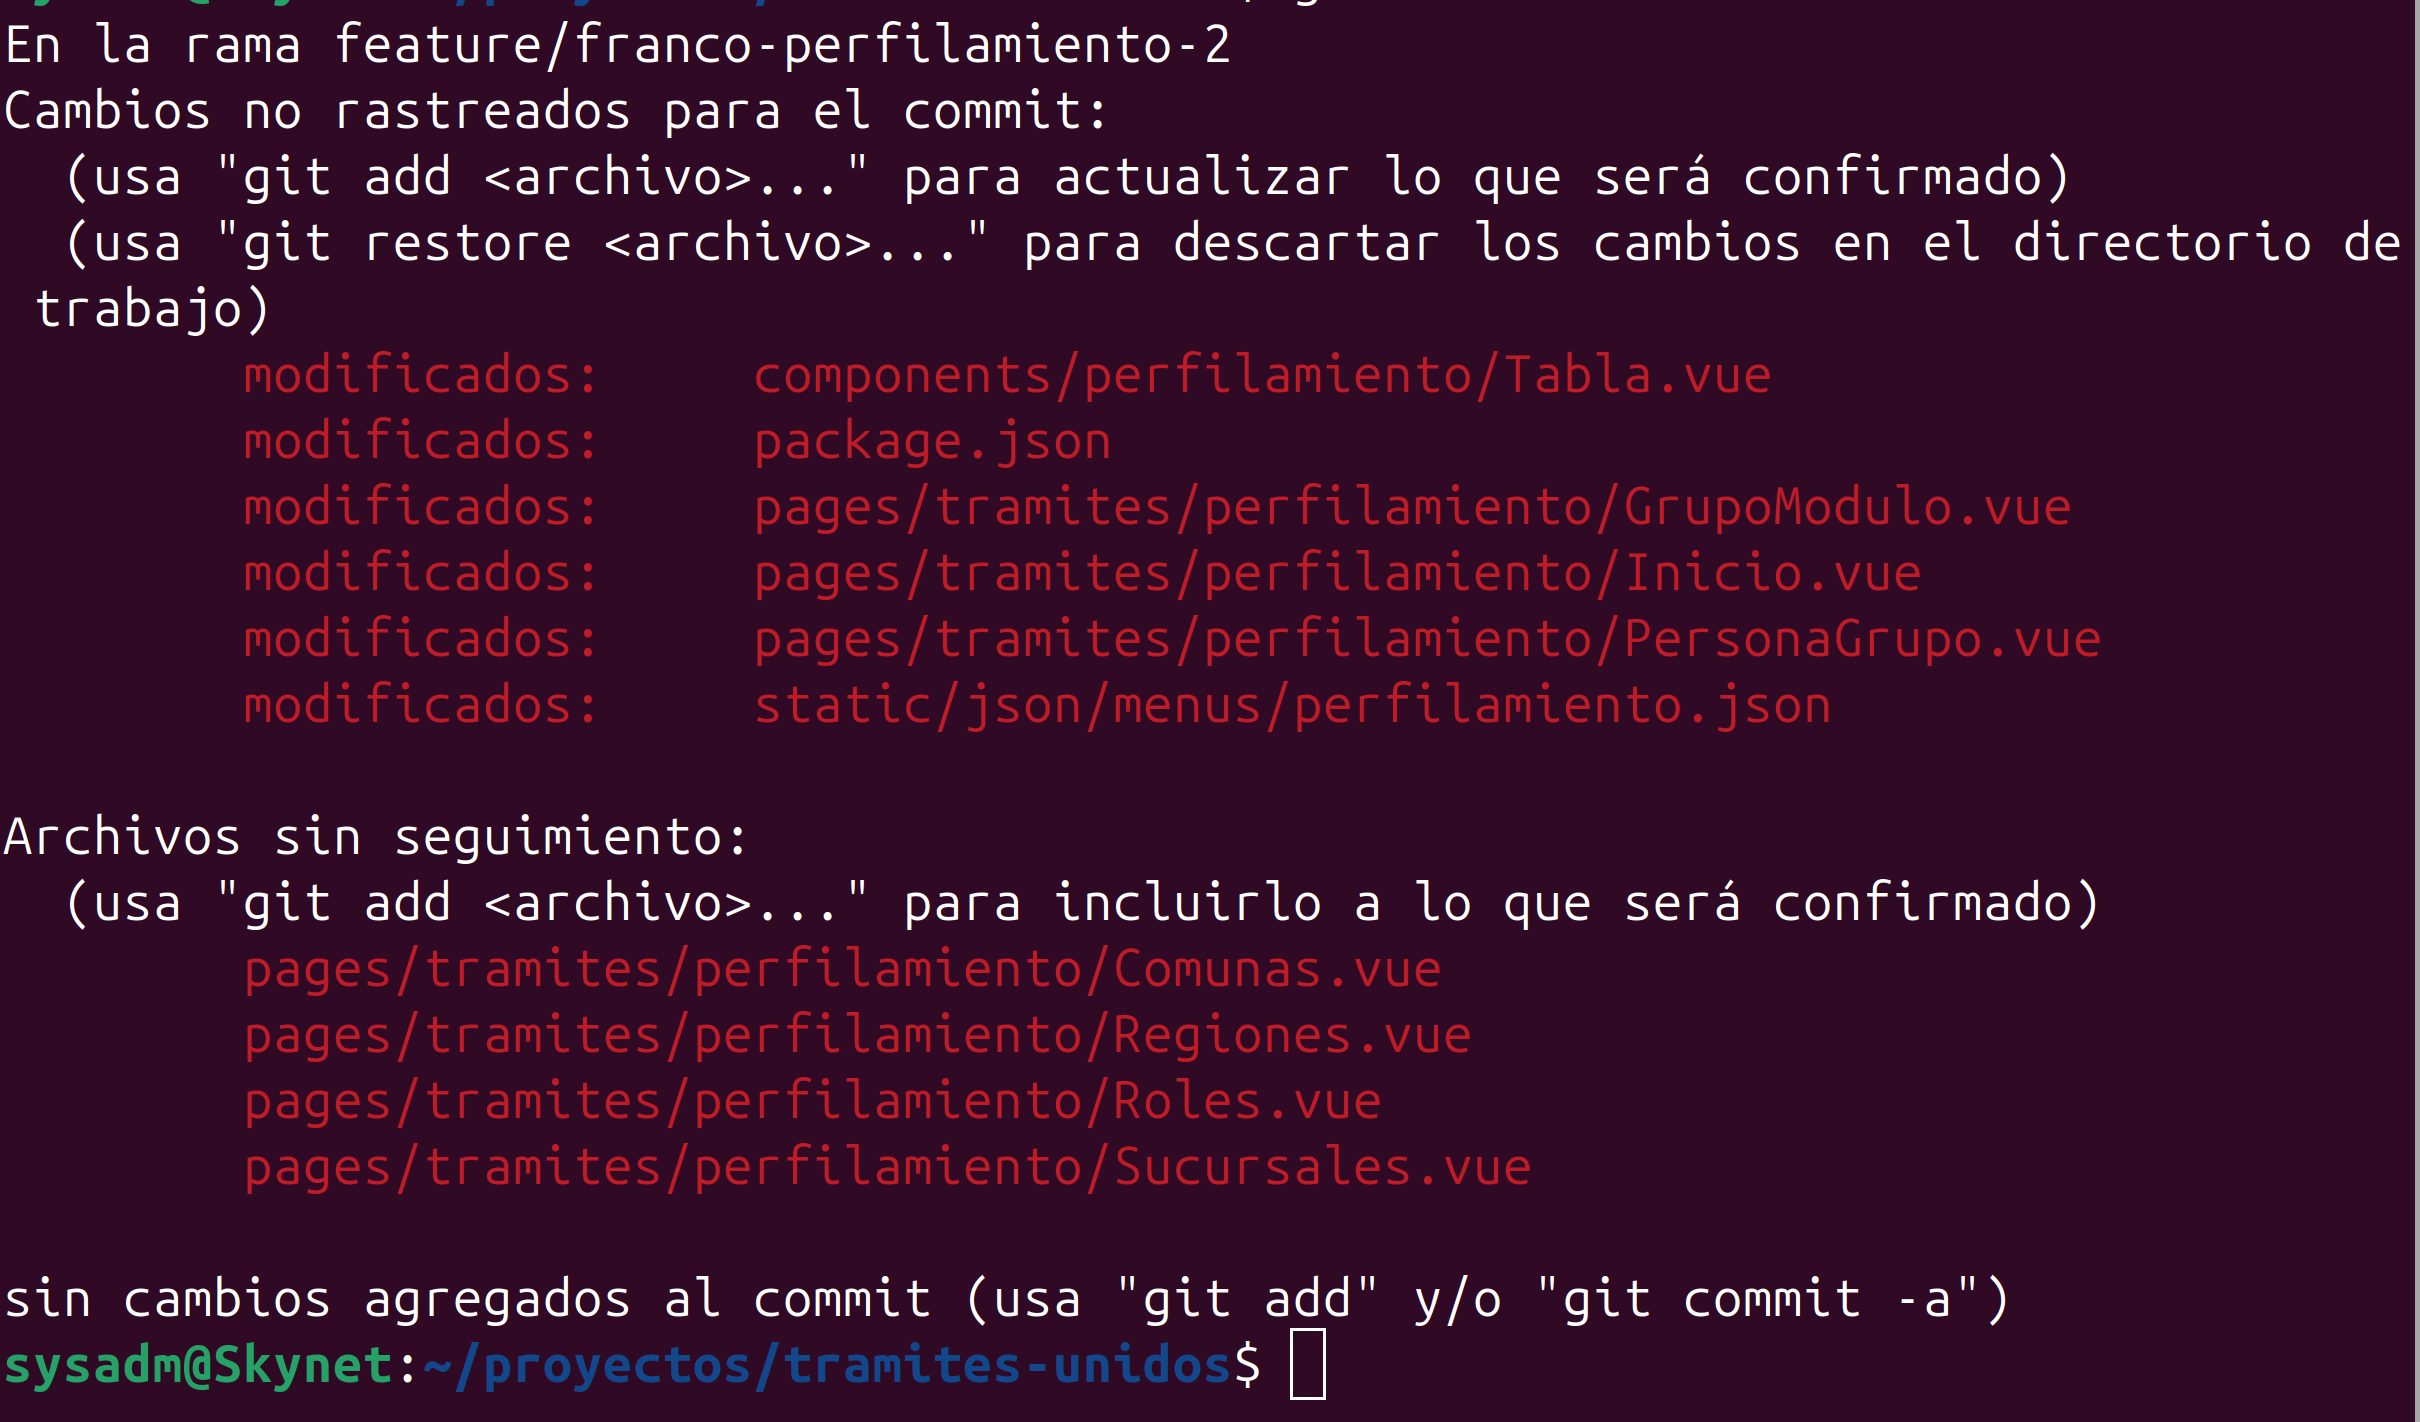 En la rama feature/franco-perfilamiento-2
Cambios no rastreados para el commit:
  (usa "git add <archivo>..." para actualizar lo que será confirmado)
  (usa "git restore <archivo>..." para descartar los cambios en el directorio de
 trabajo)
        modificados:     components/perfilamiento/Tabla.vue
        modificados:     package.json
        modificados:     pages/tramites/perfilamiento/GrupoModulo.vue
        modificados:     pages/tramites/perfilamiento/Inicio.vue
        modificados:     pages/tramites/perfilamiento/PersonaGrupo.vue
        modificados:     static/json/menus/perfilamiento.json

Archivos sin seguimiento:
  (usa "git add <archivo>..." para incluirlo a lo que será confirmado)
        pages/tramites/perfilamiento/Comunas.vue
        pages/tramites/perfilamiento/Regiones.vue
        pages/tramites/perfilamiento/Roles.vue
        pages/tramites/perfilamiento/Sucursales.vue

sin cambios agregados al commit (usa "git add" y/o "git commit -a")
sysadm@Skynet:~/proyectos/tramites-unidos$